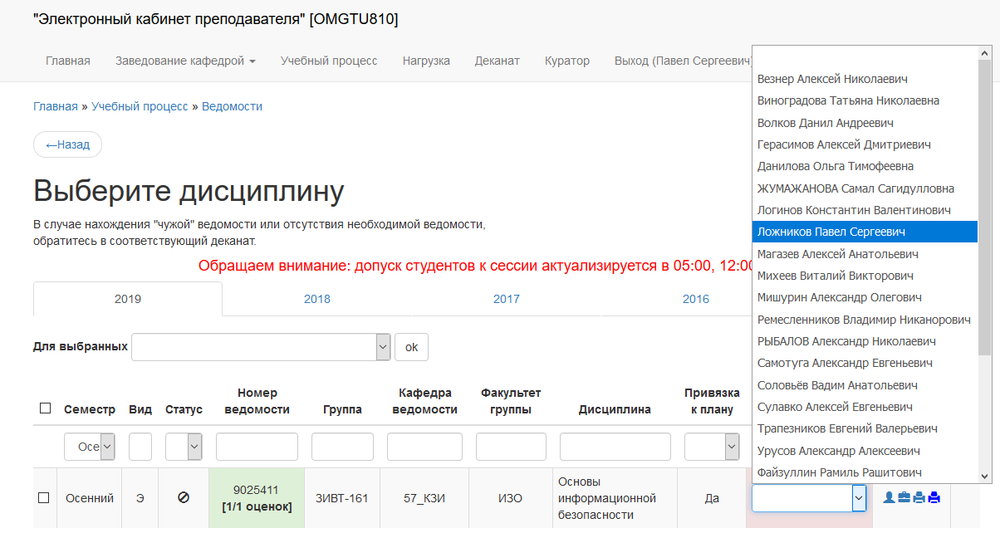 "Электронный кабинет преподавателя" [OMGTU810]
Главная Заведование кафедрой Учебный процесс Нагрузка Деканат Куратор Выход (Павел Сергеевич)
Главная » Учебный процесс » Ведомости
←Назад
Выберите дисциплину
В случае нахождения "чужой" ведомости или отсутствия необходимой ведомости,
обратитесь в соответствующий деканат.
Обращаем внимание: допуск студентов к сессии актуализируется в 05:00, 12:00
2019 2018 2017 2016
Для выбранных ok
Семестр Вид Статус Номер ведомости Группа Кафедра ведомости Факультет группы Дисциплина Привязка к плану
Осе
Осенний Э 9025411 [1/1 оценок] ЗИВТ-161 57_КЗИ ИЗО Основы информационной безопасности Да
Везнер Алексей Николаевич
Виноградова Татьяна Николаевна
Волков Данил Андреевич
Герасимов Алексей Дмитриевич
Данилова Ольга Тимофеевна
ЖУМАЖАНОВА Самал Сагидулловна
Логинов Константин Валентинович
Ложников Павел Сергеевич
Магазев Алексей Анатольевич
Михеев Виталий Викторович
Мишурин Александр Олегович
Ремесленников Владимир Никанорович
РЫБАЛОВ Александр Николаевич
Самотуга Александр Евгеньевич
Соловьёв Вадим Анатольевич
Сулавко Алексей Евгеньевич
Трапезников Евгений Валерьевич
Урусов Александр Алексеевич
Файзуллин Рамиль Рашитович